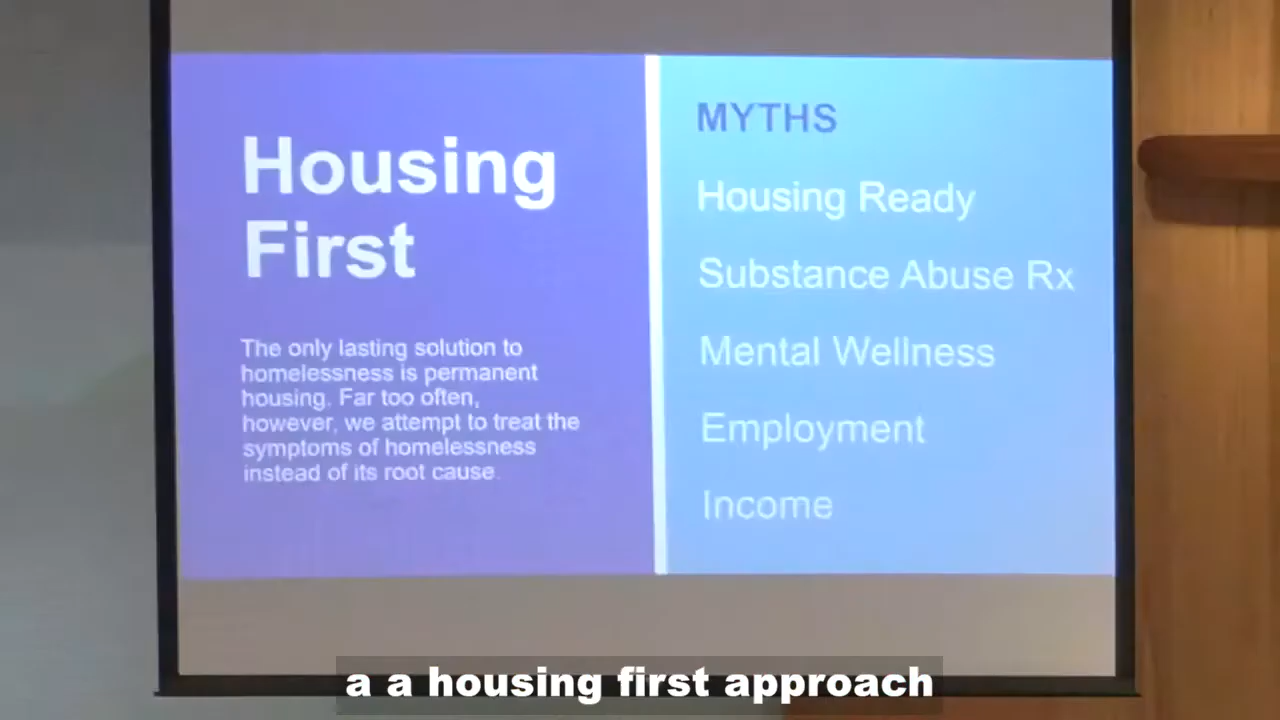 Housing
First
The only lasting solution to
homelessness is permanent
housing. Far too often,
however, we attempt to treat the
symptoms of homelessness
instead of its root cause.
MYTHS
Housing Ready
Substance Abuse Rx
Mental Wellness
Employment
Income
a a housing first approach